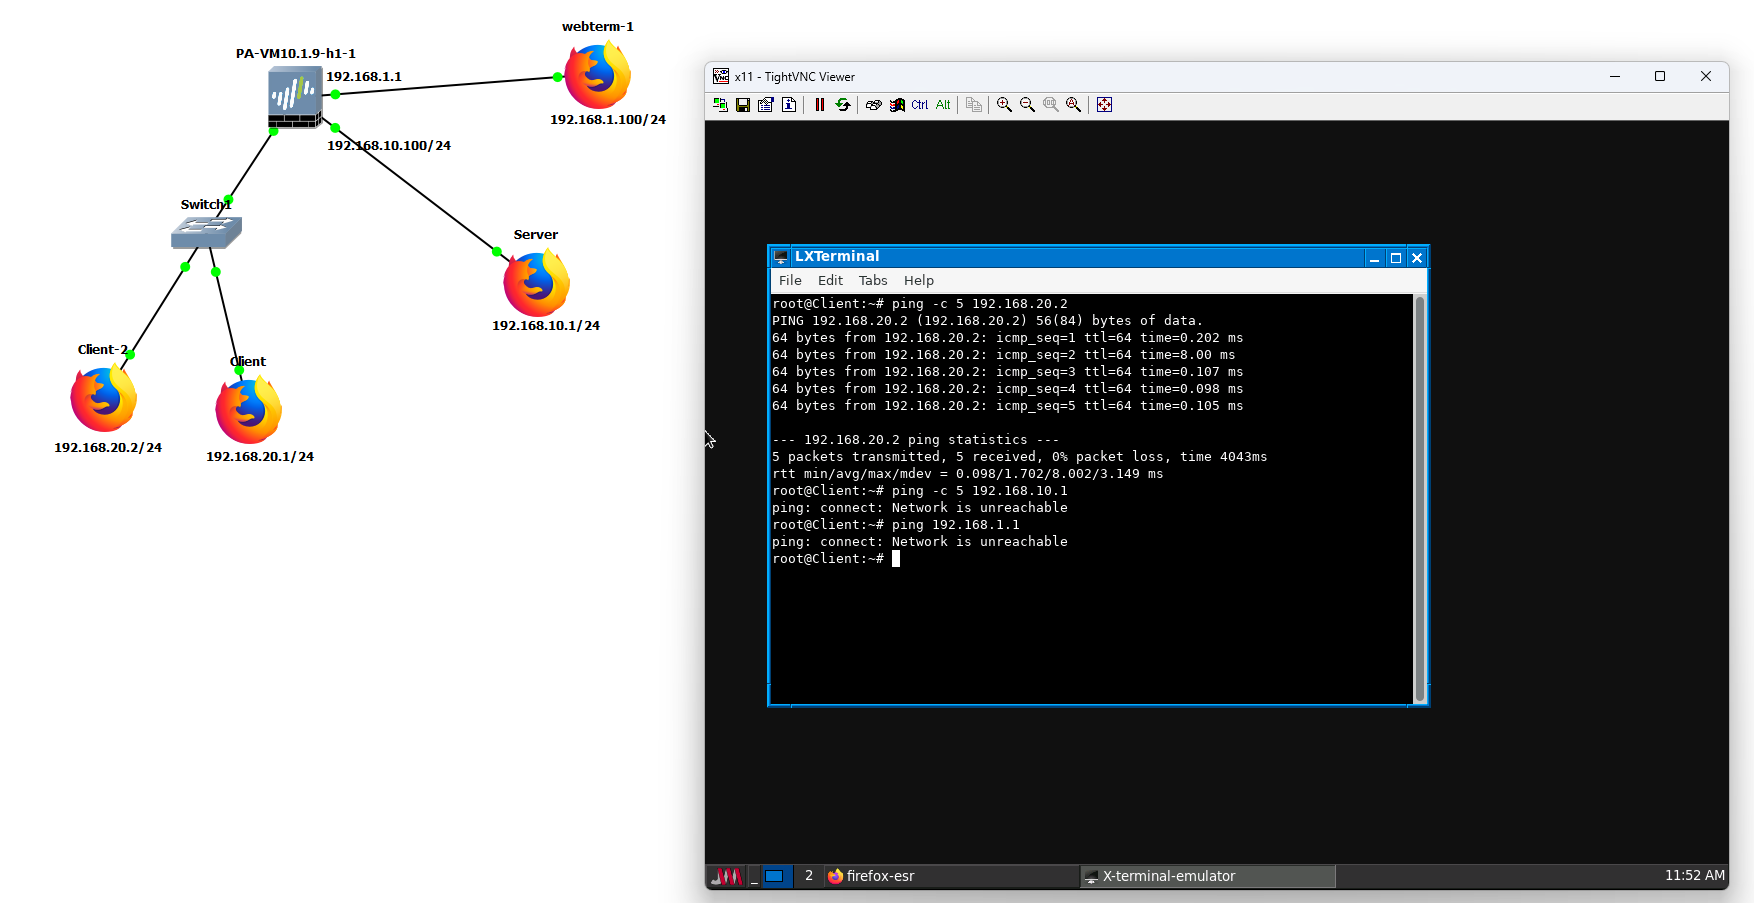 webterm-1
PA-VM10.1.9-h1-1
192.168.1.1
192.168.1.100/24
192.168.10.100/24
Switch1
Server
192.168.10.1/24
Client-2
Client
192.168.20.2/24
192.168.20.1/24
x11 - TightVNC Viewer
Ctrl Alt
LXTerminal
File Edit Tabs Help
root@Client:~# ping -c 5 192.168.20.2
PING 192.168.20.2 (192.168.20.2) 56(84) bytes of data.
64 bytes from 192.168.20.2: icmp_seq=1 ttl=64 time=0.202 ms
64 bytes from 192.168.20.2: icmp_seq=2 ttl=64 time=8.00 ms
64 bytes from 192.168.20.2: icmp_seq=3 ttl=64 time=0.107 ms
64 bytes from 192.168.20.2: icmp_seq=4 ttl=64 time=0.098 ms
64 bytes from 192.168.20.2: icmp_seq=5 ttl=64 time=0.105 ms
--- 192.168.20.2 ping statistics ---
5 packets transmitted, 5 received, 0% packet loss, time 4043ms
rtt min/avg/max/mdev = 0.098/1.702/8.002/3.149 ms
root@Client:~# ping -c 5 192.168.10.1
ping: connect: Network is unreachable
root@Client:~# ping 192.168.1.1
ping: connect: Network is unreachable
root@Client:~#
2 firefox-esr X-terminal-emulator 11:52 AM